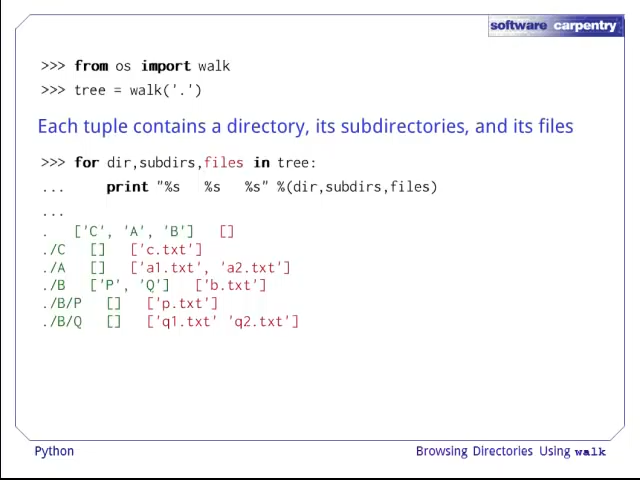 software carpentry
>>> from os import walk
>>> tree = walk('.')
Each tuple contains a directory, its subdirectories, and its files
>>> for dir,subdirs,files in tree:
...     print "%s   %s   %s" %(dir,subdirs,files)
...
.   ['C', 'A', 'B']   []
./C   []   ['c.txt']
./A   []   ['a1.txt', 'a2.txt']
./B   ['P', 'Q']   ['b.txt']
./B/P   []   ['p.txt']
./B/Q   []   ['q1.txt' 'q2.txt']
Python
Browsing Directories Using walk